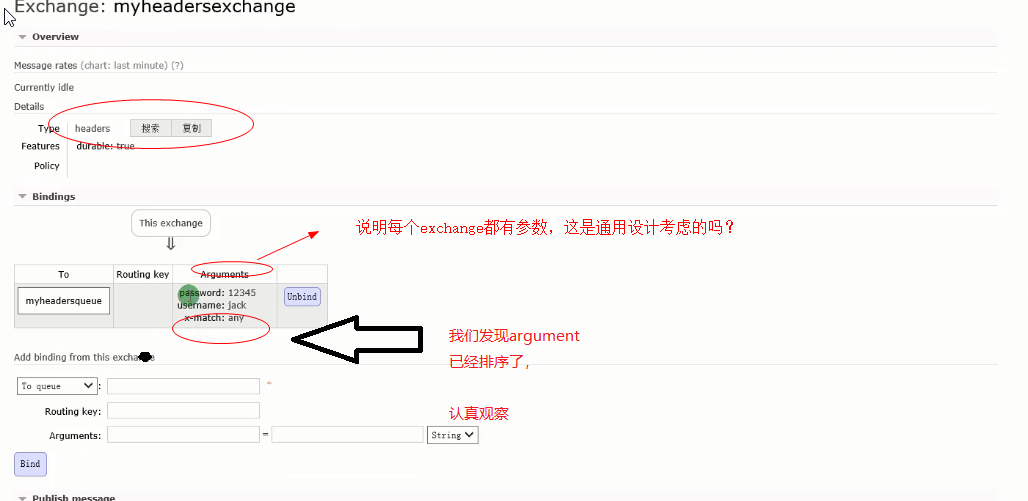 Exchange: myheadersexchange
Overview
Message rates (chart: last minute) (?)
Currently idle
Details
Type headers 搜索 复制
Features durable: true
Policy
Bindings
This exchange
⇓
说明每个exchange都有参数，这是通用设计考虑的吗？
To Routing key Arguments
myheadersqueue password: 12345 Unbind
username: jack
x-match: any
我们发现argument
已经排序了，
认真观察
Add binding from this exchange
To queue : *
Routing key:
Arguments: = String
Bind
Publish message